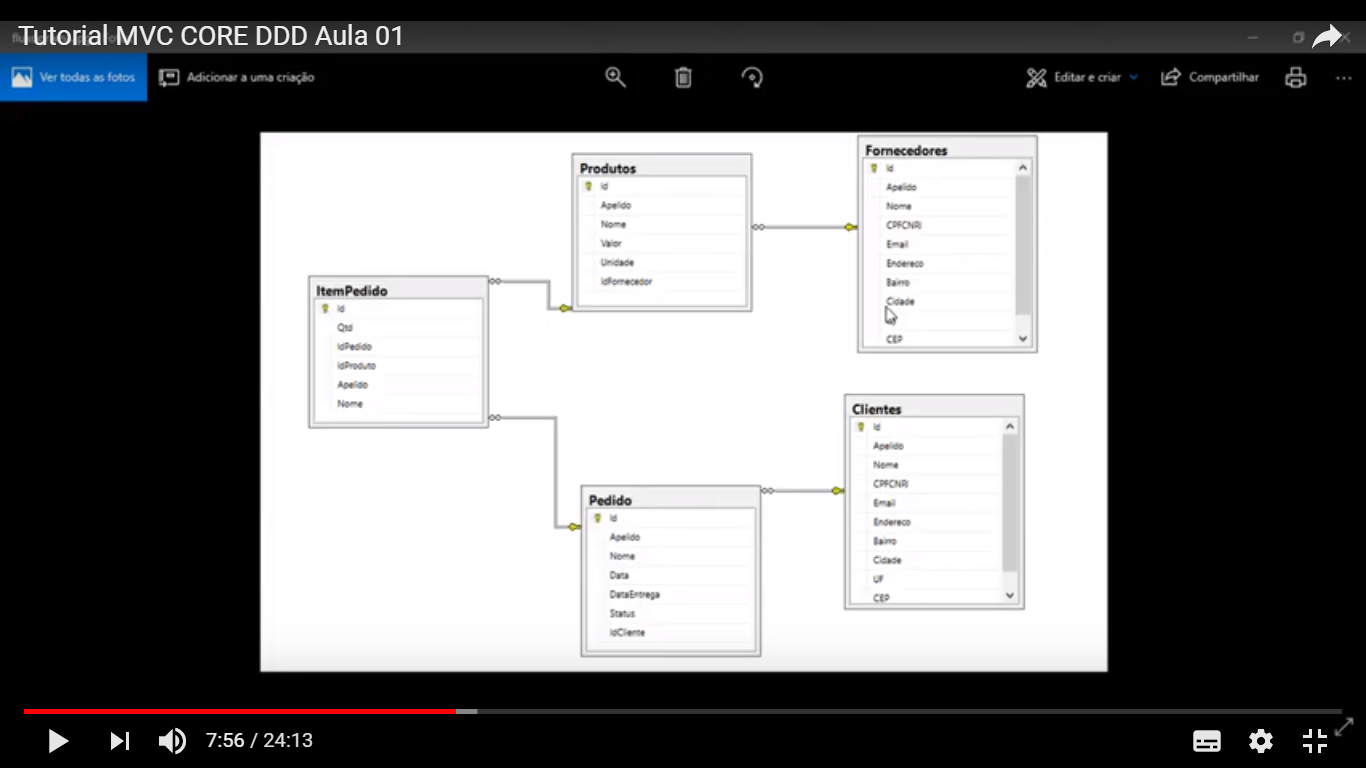 Tutorial MVC CORE DDD Aula 01
Ver todas as fotos
Adicionar a uma criação
Editar e criar
Compartilhar
Produtos
Id
Apelido
Nome
Valor
Unidade
IdFornecedor
Fornecedores
Id
Apelido
Nome
CPFCNPJ
Email
Endereco
Bairro
Cidade
CEP
ItemPedido
Id
Qtd
IdPedido
IdProduto
Apelido
Nome
Clientes
Id
Apelido
Nome
CPFCNPJ
Email
Endereco
Bairro
Cidade
UF
CEP
Pedido
Id
Apelido
Nome
Data
DataEntrega
Status
IdCliente
7:56 / 24:13